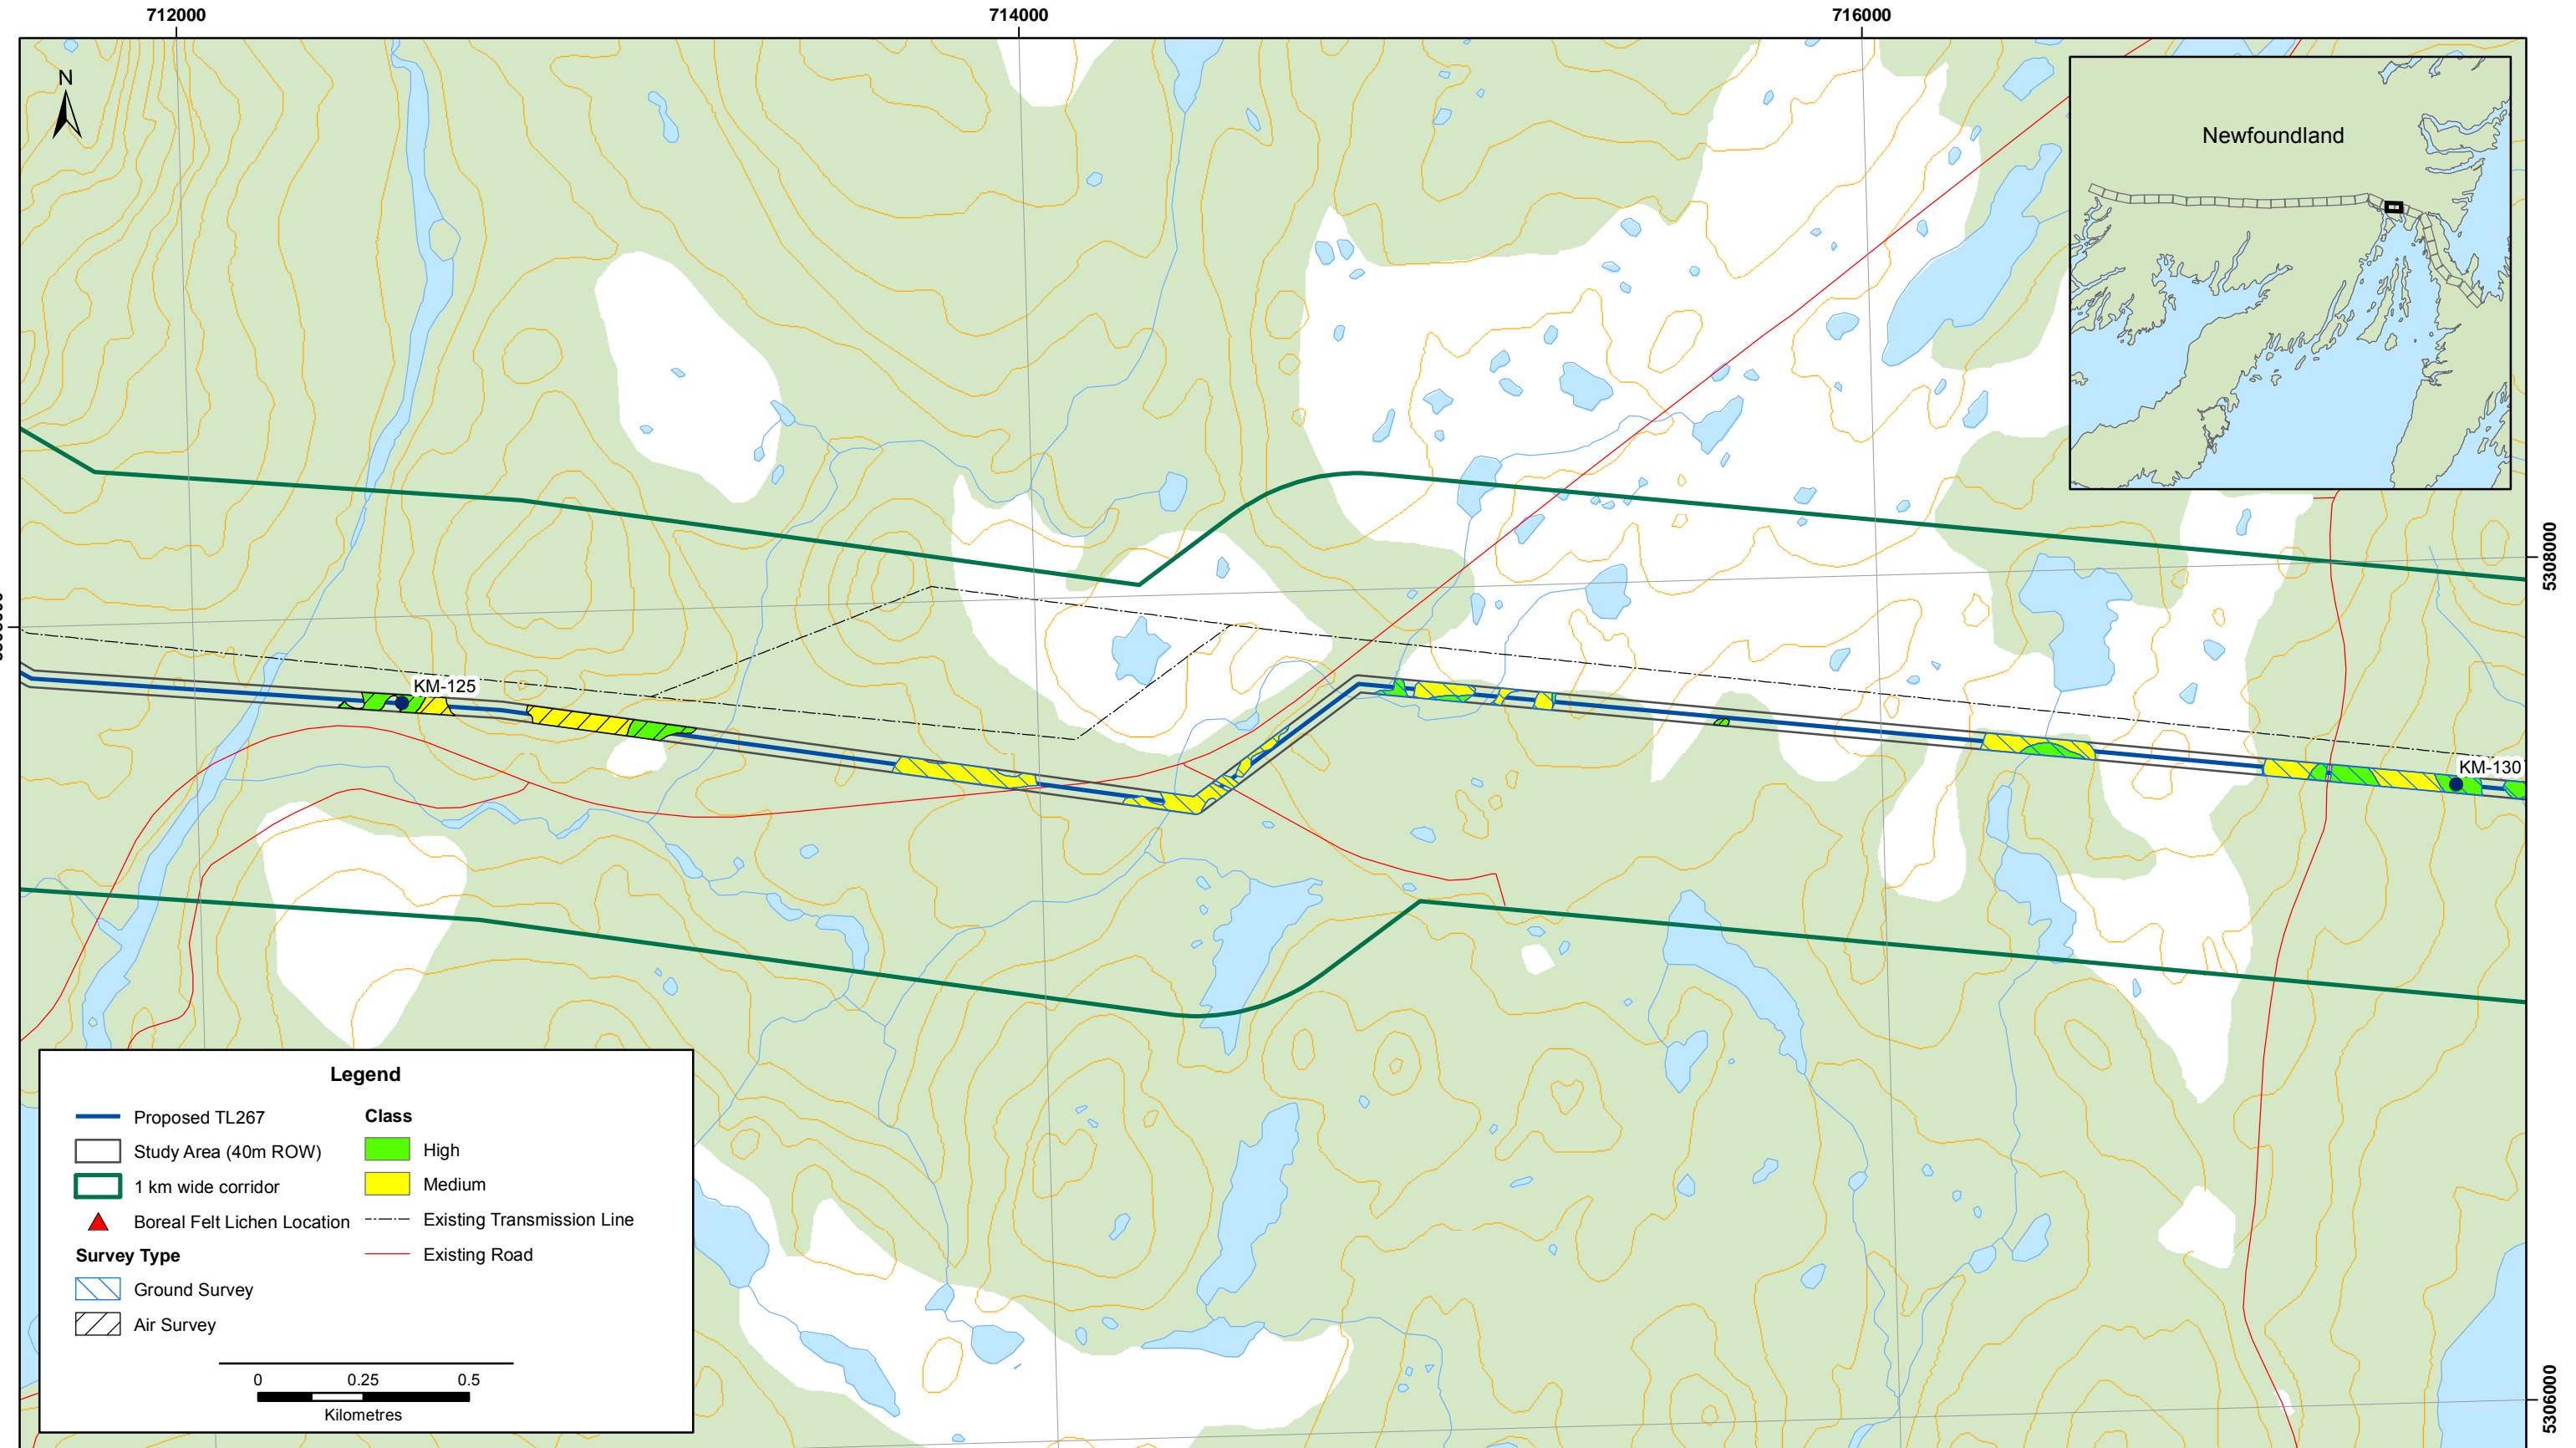 712000
714000
716000
N
Newfoundland
5308000
KM-125
KM-130
Legend
Proposed TL267
Study Area (40m ROW)
1 km wide corridor
Boreal Felt Lichen Location
Survey Type
Ground Survey
Air Survey
Class
High
Medium
Existing Transmission Line
Existing Road
0 0.25 0.5
Kilometres
5306000